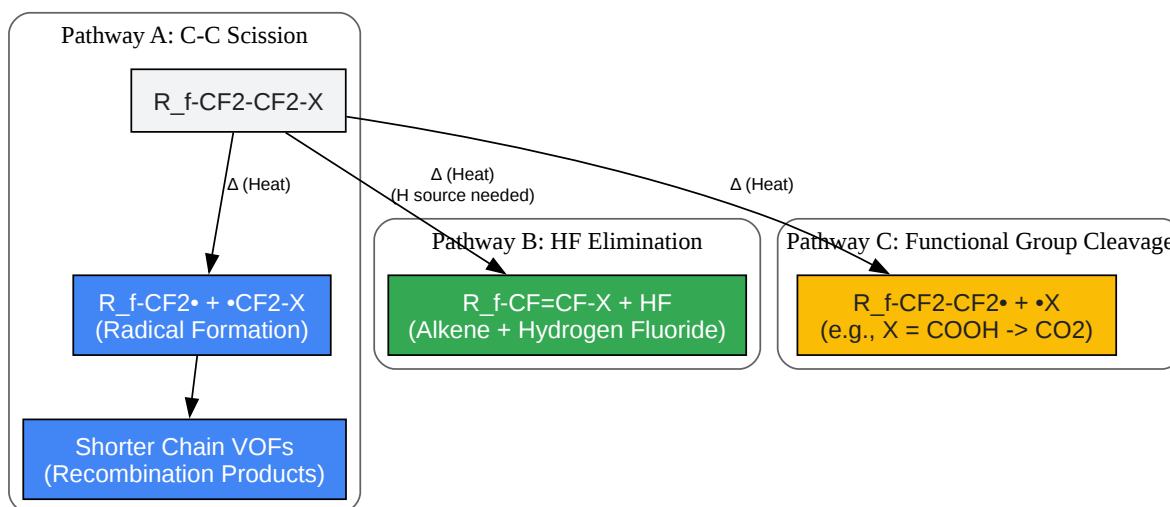 Pathway A: C-C Scission
R_f-CF2-CF2-X
Δ (Heat)
Δ (Heat)
(H source needed)
Δ (Heat)
Pathway B: HF Elimination
Pathway C: Functional Group Cleavage
R_f-CF2• + •CF2-X
(Radical Formation)
R_f-CF=CF-X + HF
(Alkene + Hydrogen Fluoride)
R_f-CF2-CF2• + •X
(e.g., X = COOH -> CO2)
Shorter Chain VOFs
(Recombination Products)